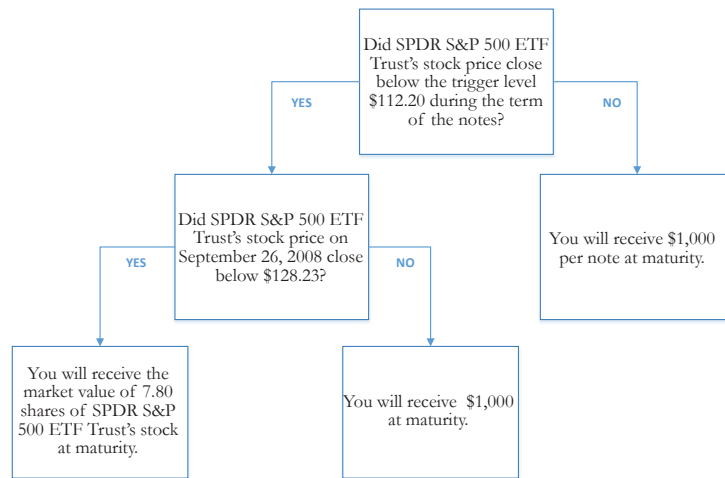 Did SPDR S&P 500 ETF
Trust's stock price close
below the trigger level
$112.20 during the term
of the notes?
YES
NO
Did SPDR S&P 500 ETF
Trust's stock price on
September 26, 2008 close
below $128.23?
You will receive $1,000
per note at maturity.
YES
NO
You will receive the
market value of 7.80
shares of SPDR S&P
500 ETF Trust's stock
at maturity.
You will receive $1,000
at maturity.